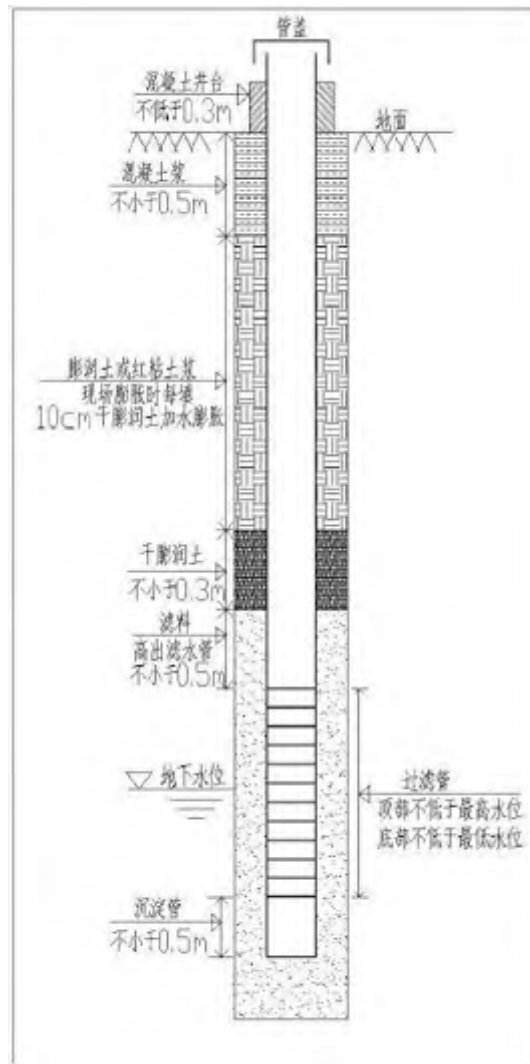 管盖
混凝土井台
不低于0.3m
地面
混凝土浆
不小于0.5m
膨润土或红粘土浆
现场膨胀时每填
10cm干膨润土,加水膨胀
干膨润土
不小于0.3m
滤料
高出滤水管
不小于0.5m
地下水位
过滤管
顶部不低于最高水位
底部不低于最低水位
沉淀管
不小于0.5m